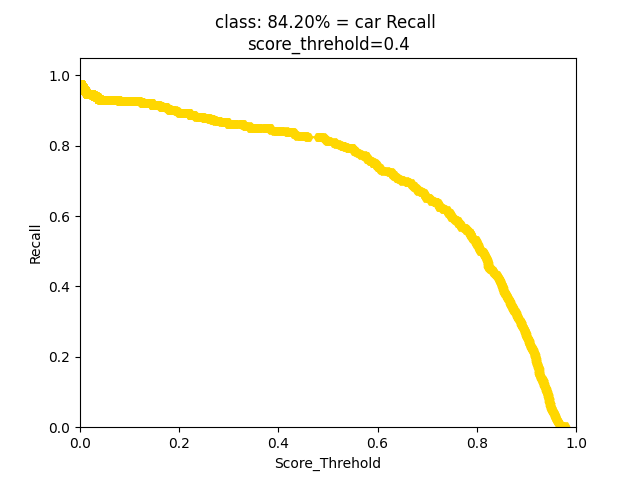 class: 84.20% = car Recall
score_threhold=0.4
1.0
0.8
0.6
0.4
0.2
0.0
Recall
0.0 0.2 0.4 0.6 0.8 1.0
Score_Threhold